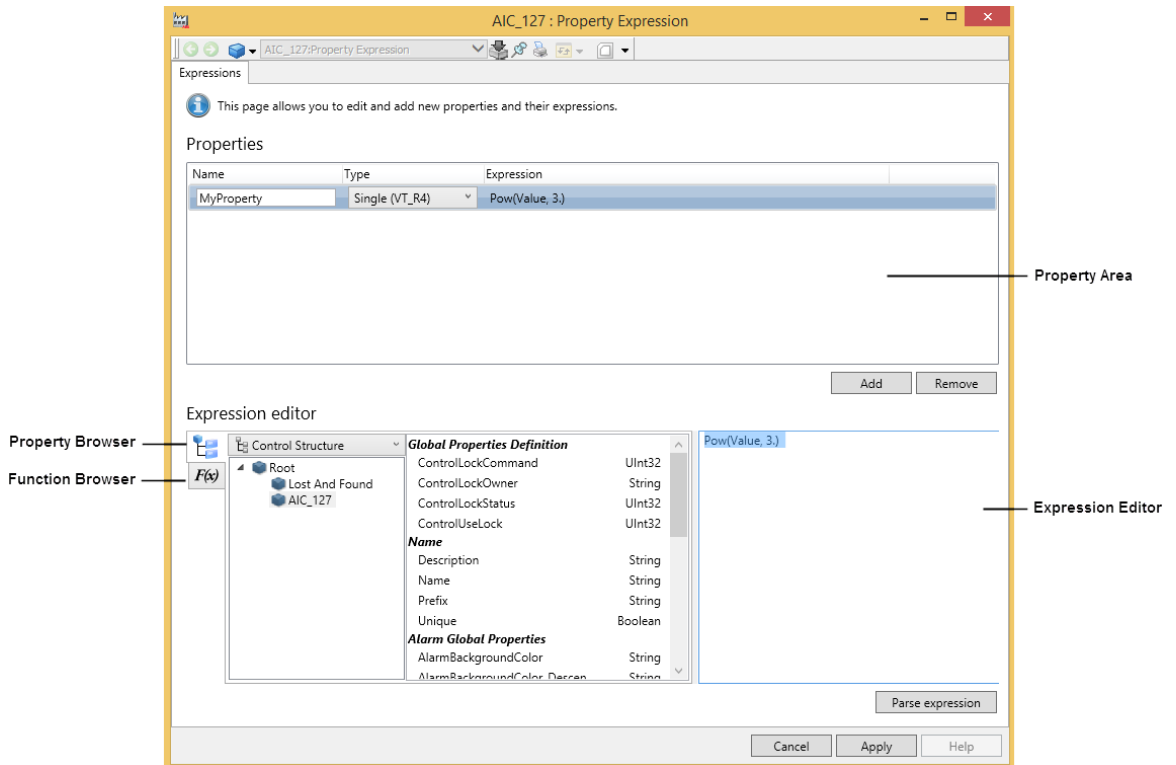 AIC_127 : Property Expression
AIC_127:Property Expression
Expressions
This page allows you to edit and add new properties and their expressions.
Properties
Name Type Expression
MyProperty Single (VT_R4) Pow(Value, 3.)
Property Area
Add Remove
Expression editor
Property Browser
Function Browser
F(x)
Control Structure
Root
Lost And Found
AIC_127
Global Properties Definition
ControlLockCommand UInt32
ControlLockOwner String
ControlLockStatus UInt32
ControlUseLock UInt32
Name
Description String
Name String
Prefix String
Unique Boolean
Alarm Global Properties
AlarmBackgroundColor String
AlarmBackgroundColor_Descen String
Pow(Value, 3.)
Expression Editor
Parse expression
Cancel Apply Help